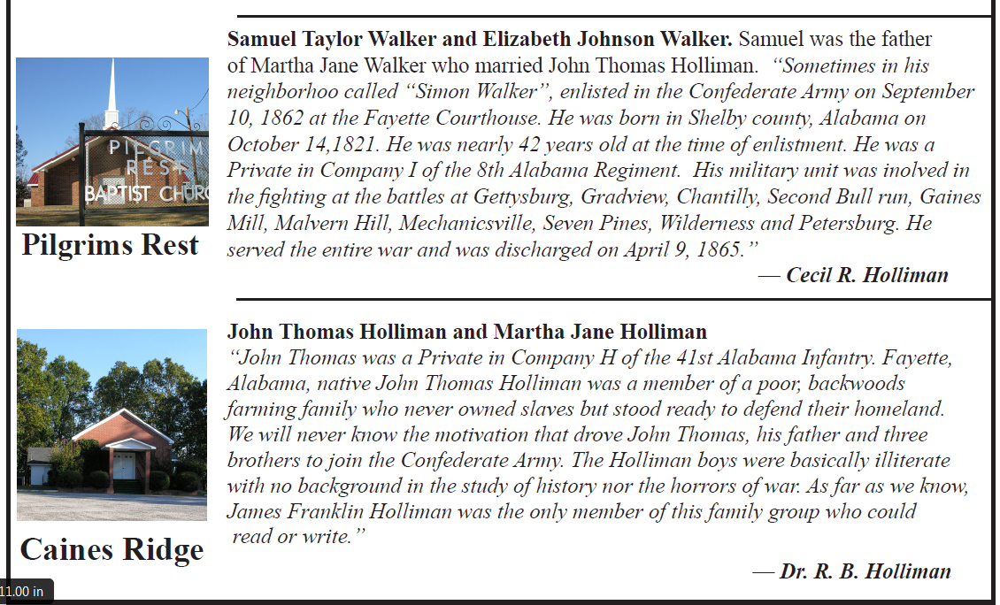 Samuel Taylor Walker and Elizabeth Johnson Walker. Samuel was the father
of Martha Jane Walker who married John Thomas Holliman. “Sometimes in his
neighborhoo called “Simon Walker”, enlisted in the Confederate Army on September
10, 1862 at the Fayette Courthouse. He was born in Shelby county, Alabama on
October 14,1821. He was nearly 42 years old at the time of enlistment. He was a
Private in Company I of the 8th Alabama Regiment. His military unit was inolved in
the fighting at the battles at Gettysburg, Gradview, Chantilly, Second Bull run, Gaines
Mill, Malvern Hill, Mechanicsville, Seven Pines, Wilderness and Petersburg. He
served the entire war and was discharged on April 9, 1865.”
— Cecil R. Holliman
PILGRIM
REST
BAPTIST CHURC
Pilgrims Rest
John Thomas Holliman and Martha Jane Holliman
“John Thomas was a Private in Company H of the 41st Alabama Infantry. Fayette,
Alabama, native John Thomas Holliman was a member of a poor, backwoods
farming family who never owned slaves but stood ready to defend their homeland.
We will never know the motivation that drove John Thomas, his father and three
brothers to join the Confederate Army. The Holliman boys were basically illiterate
with no background in the study of history nor the horrors of war. As far as we know,
James Franklin Holliman was the only member of this family group who could
read or write.”
— Dr. R. B. Holliman
Caines Ridge
11.00 in